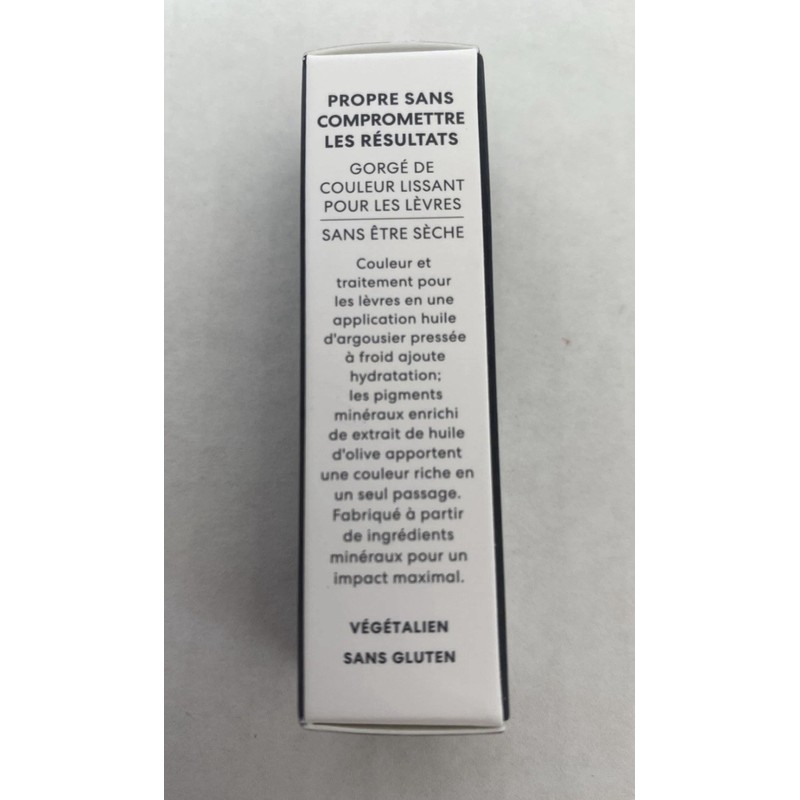 PROPRE SANS
COMPROMETTRE
LES RÉSULTATS
GORGÉ DE
COULEUR LISSANT
POUR LES LÈVRES
SANS ÊTRE SÈCHE
Couleur et
traitement pour
les lèvres en une
application huile
d'argousier pressée
à froid ajoute
hydratation;
les pigments
minéraux enrichi
de extrait de huile
d'olive apportent
une couleur riche en
un seul passage.
Fabriqué à partir
de ingrédients
minéraux pour un
impact maximal.
VÉGÉTALIEN
SANS GLUTEN